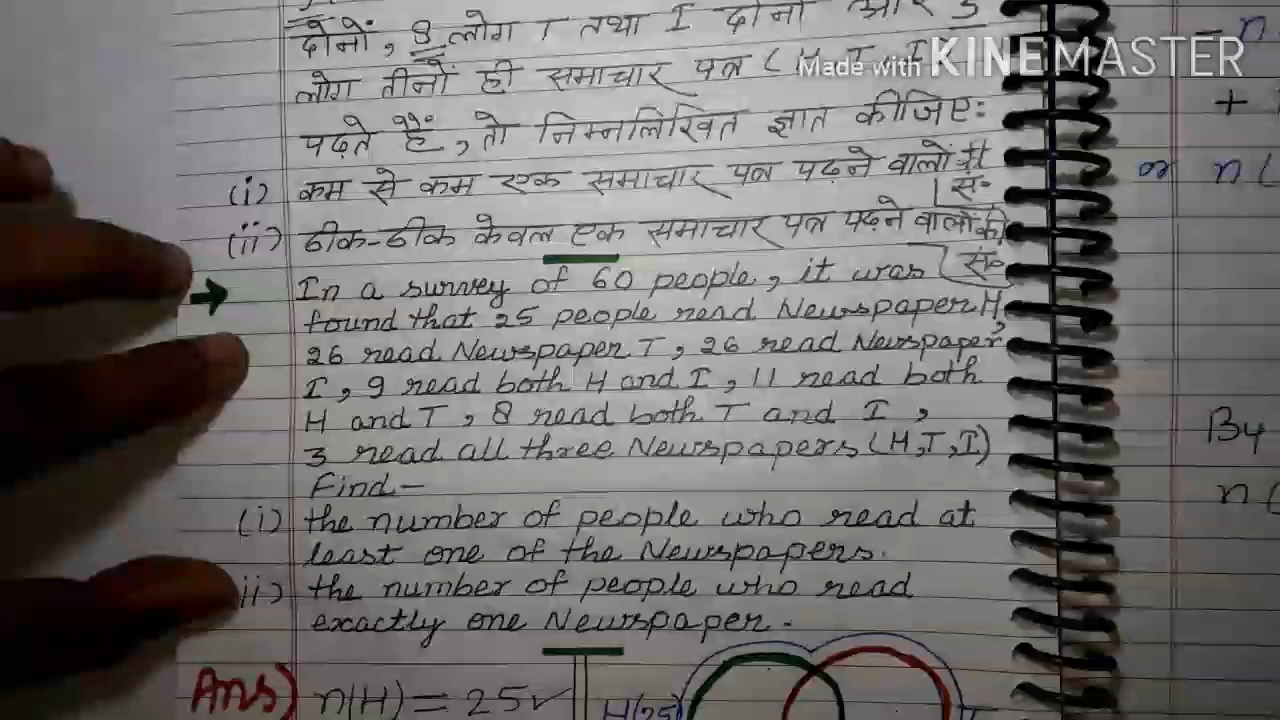 दोनों, 8 लोग T तथा I दोनों और 3
लोग तीनों ही समाचार पत्र (H, T, I)
Made with KINEMASTER
पढ़ते हैं, तो निम्नलिखित ज्ञात कीजिए:
(i) कम से कम एक समाचार पत्र पढ़ने वालों
सं॰
(ii) ठीक-ठीक केवल एक समाचार पत्र पढ़ने वालों की
सं॰
In a survey of 60 people, it was
found that 25 people read Newspaper H,
26 read Newspaper T, 26 read Newspaper
I, 9 read both H and I, 11 read both
H and T, 8 read both T and I,
3 read all three Newspapers (H,T,I)
Find-
(i) the number of people who read at
least one of the Newspapers.
ii) the number of people who read
exactly one Newspaper.
Ans) n(H) = 25✓
H(25)
- n
+
or n(
By
n(